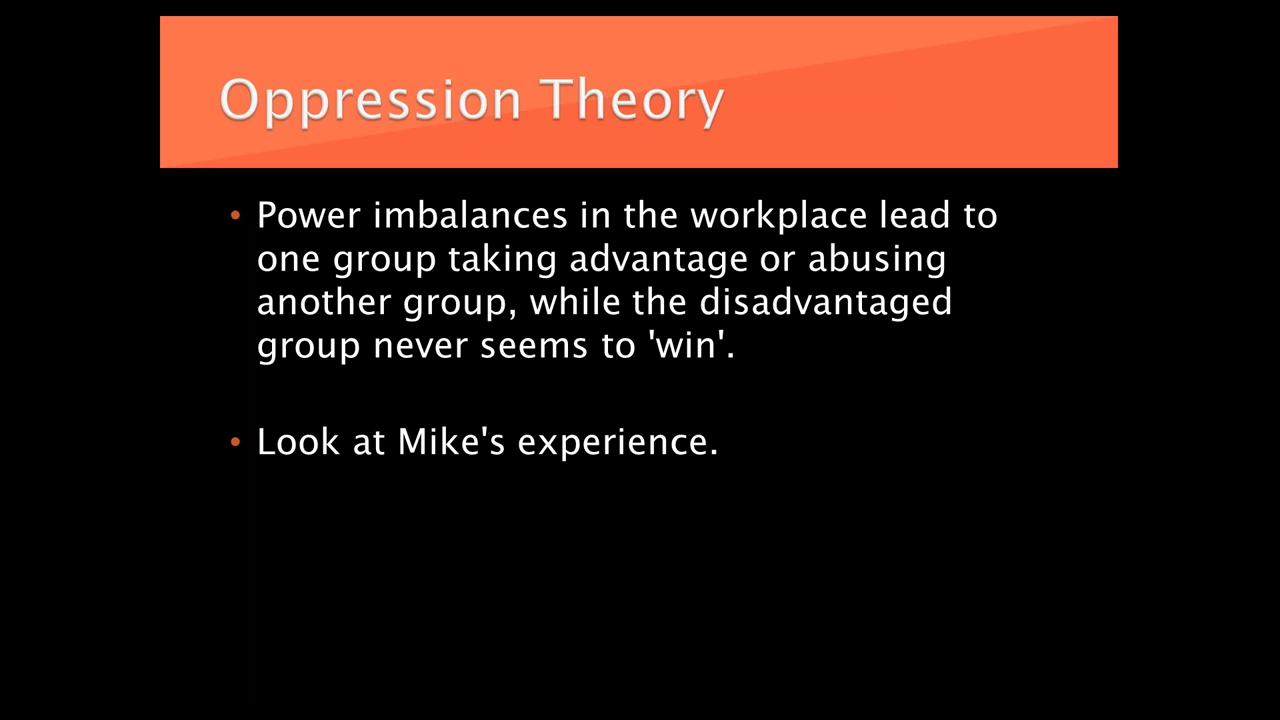 Oppression Theory
• Power imbalances in the workplace lead to
one group taking advantage or abusing
another group, while the disadvantaged
group never seems to 'win'.
• Look at Mike's experience.